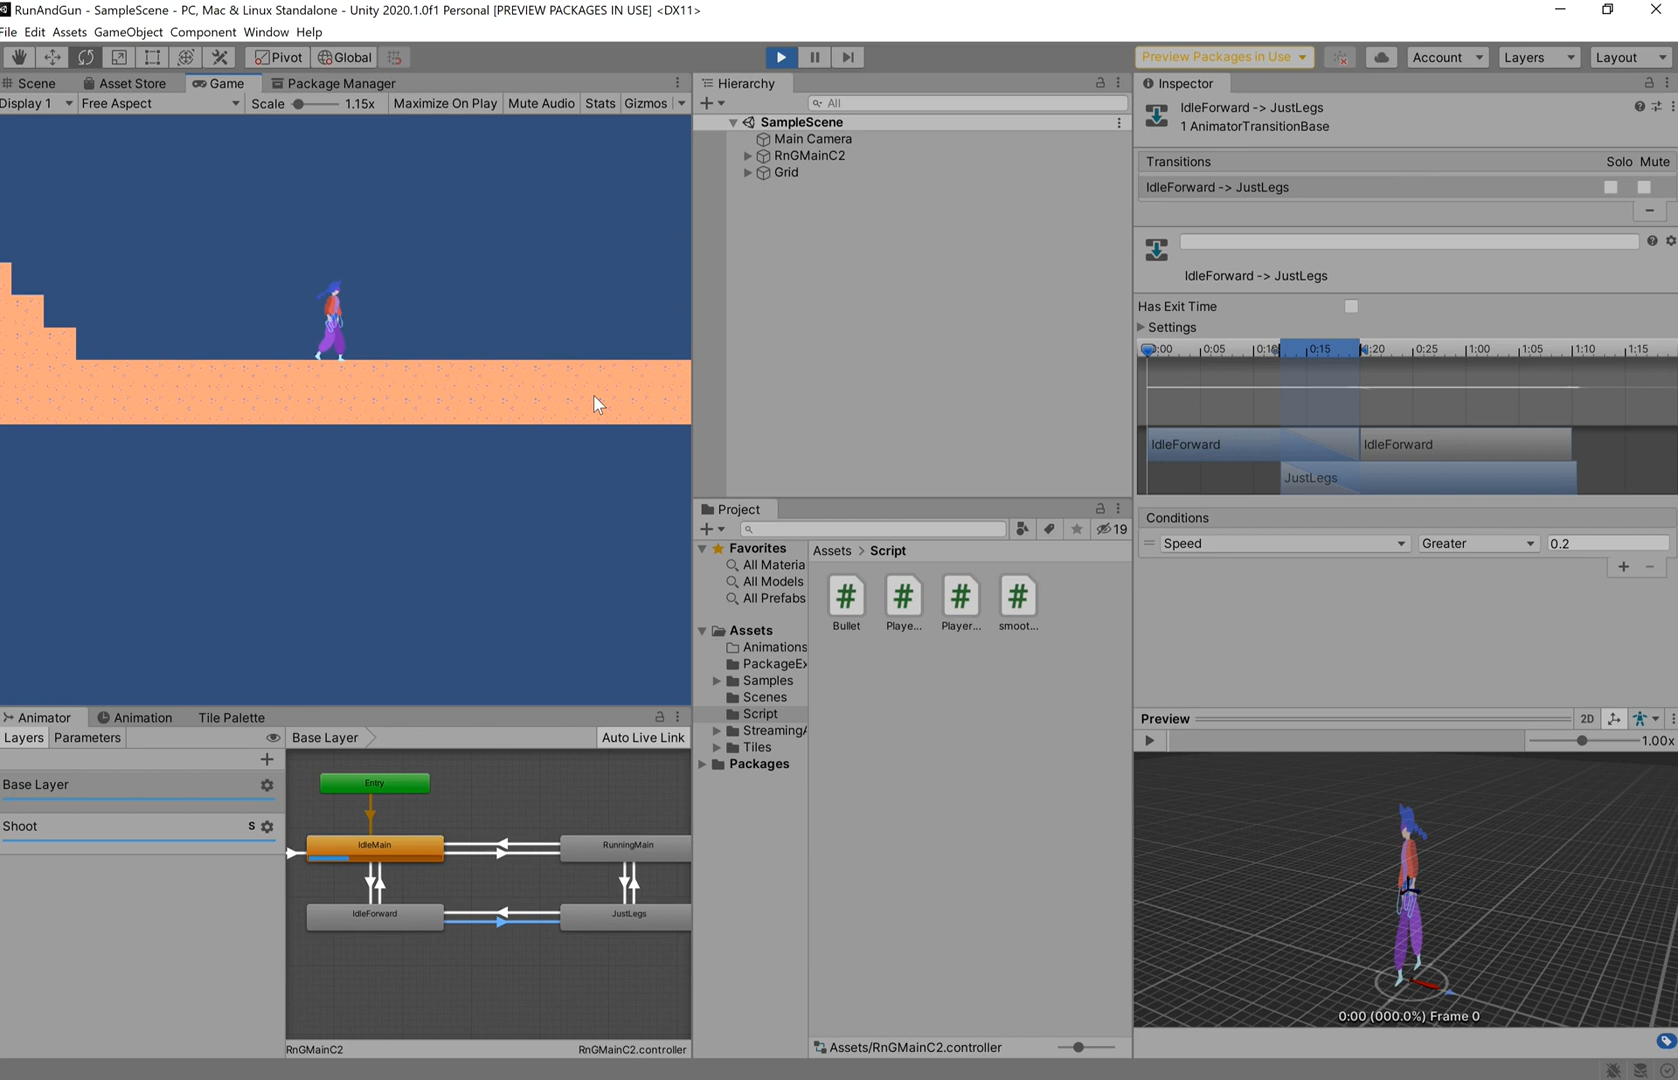 RunAndGun - SampleScene - PC, Mac & Linux Standalone - Unity 2020.1.0f1 Personal [PREVIEW PACKAGES IN USE] <DX11>
File Edit Assets GameObject Component Window Help
Pivot Global
Preview Packages in Use Account Layers Layout
Scene Asset Store Game Package Manager
Display 1 Free Aspect Scale 1.15x Maximize On Play Mute Audio Stats Gizmos
Hierarchy
All
SampleScene
Main Camera
RnGMainC2
Grid
Inspector
IdleForward -> JustLegs
1 AnimatorTransitionBase
Transitions Solo Mute
IdleForward -> JustLegs
IdleForward -> JustLegs
Has Exit Time
Settings
0:05 0:15 0:25 1:00 1:05 1:10 1:15
IdleForward IdleForward
JustLegs
Conditions
Speed Greater 0.2
Project
19
Favorites
All Materia
All Models
All Prefabs
Assets
Animations
PackageEx
Samples
Scenes
Script
StreamingA
Tiles
Packages
Assets > Script
Bullet Playe... Player... smoot...
Assets/RnGMainC2.controller
Animator Animation Tile Palette
Layers Parameters Base Layer Auto Live Link
Base Layer
Shoot S
Entry
IdleMain RunningMain
IdleForward JustLegs
RnGMainC2 RnGMainC2.controller
Preview 2D
1.00x
0:00 (000.0%) Frame 0